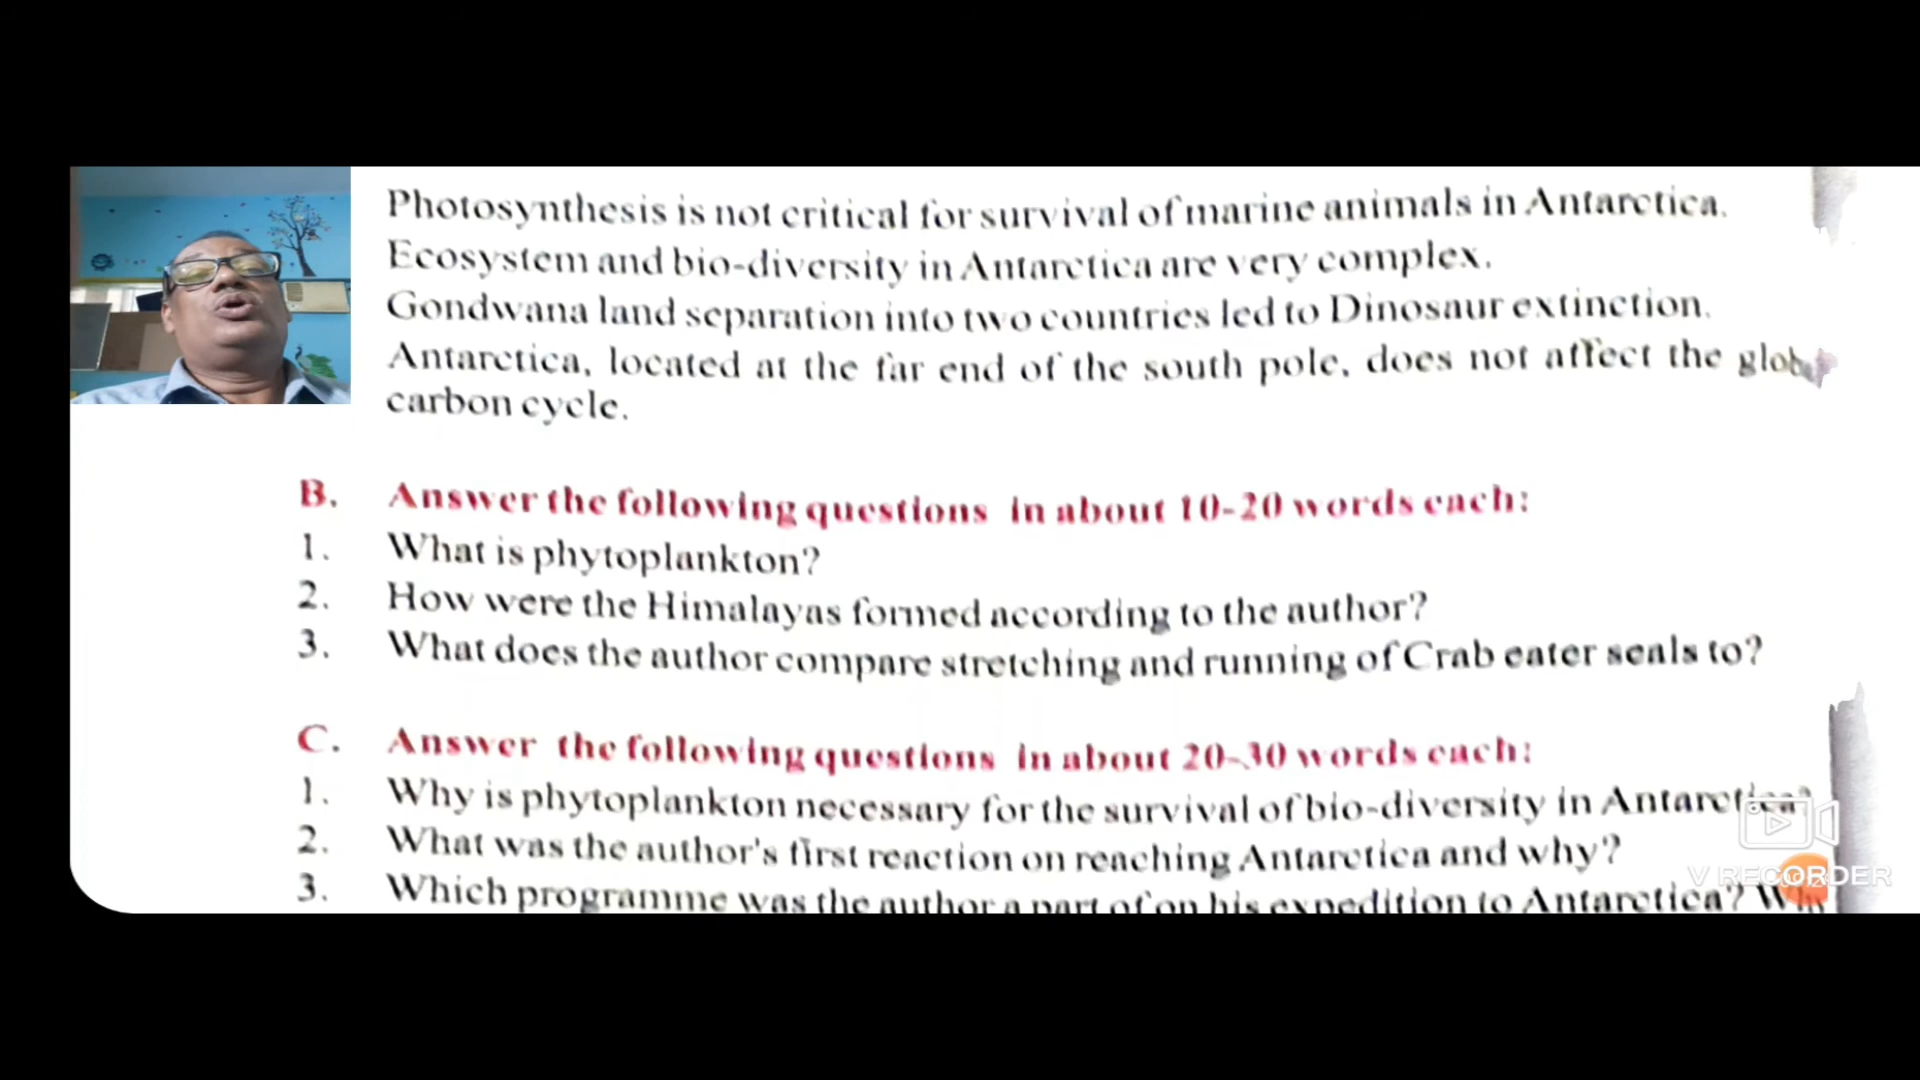 Photosynthesis is not critical for survival of marine animals in Antarctica.
Ecosystem and bio-diversity in Antarctica are very complex.
Gondwana land separation into two countries led to Dinosaur extinction.
Antarctica, located at the far end of the south pole, does not affect the
carbon cycle.
B. Answer the following questions in about 10-20 words each:
1. What is phytoplankton?
2. How were the Himalayas formed according to the author?
3. What does the author compare stretching and running of Crab eater seals to?
C. Answer the following questions in about 20-30 words each:
1. Why is phytoplankton necessary for the survival of bio-diversity in Antarctica?
2. What was the author's first reaction on reaching Antarctica and why?
3. Which programme was the author a part of on his expedition to Antarctica?
V RECORDER